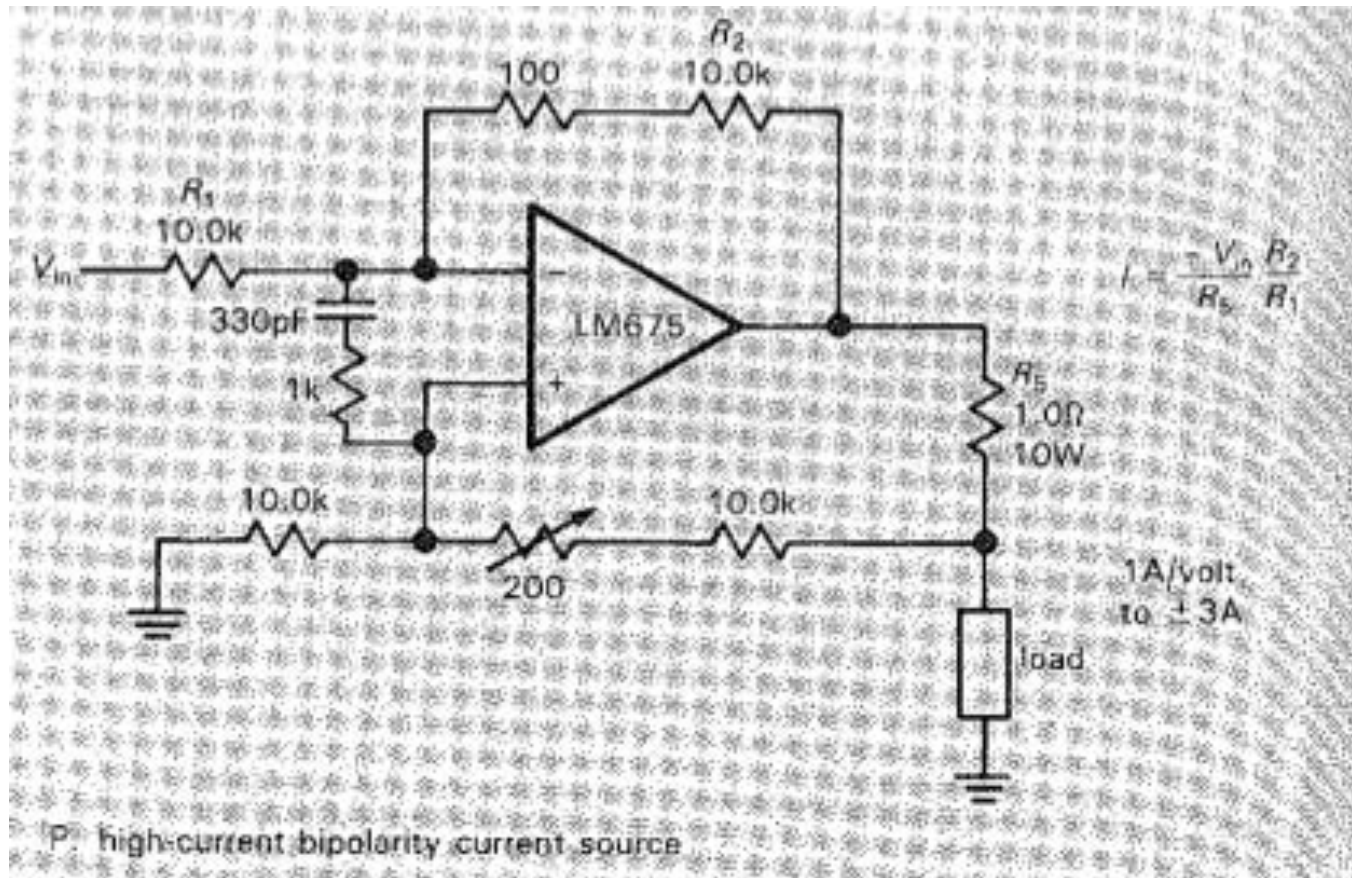 R2
100
10.0k
R1
10.0k
Vin
−
LM675
+
330pF
1k
R5
1.0Ω
10W
10.0k
200
10.0k
load
1A/volt
to ±3A
P. high-current bipolarity current source